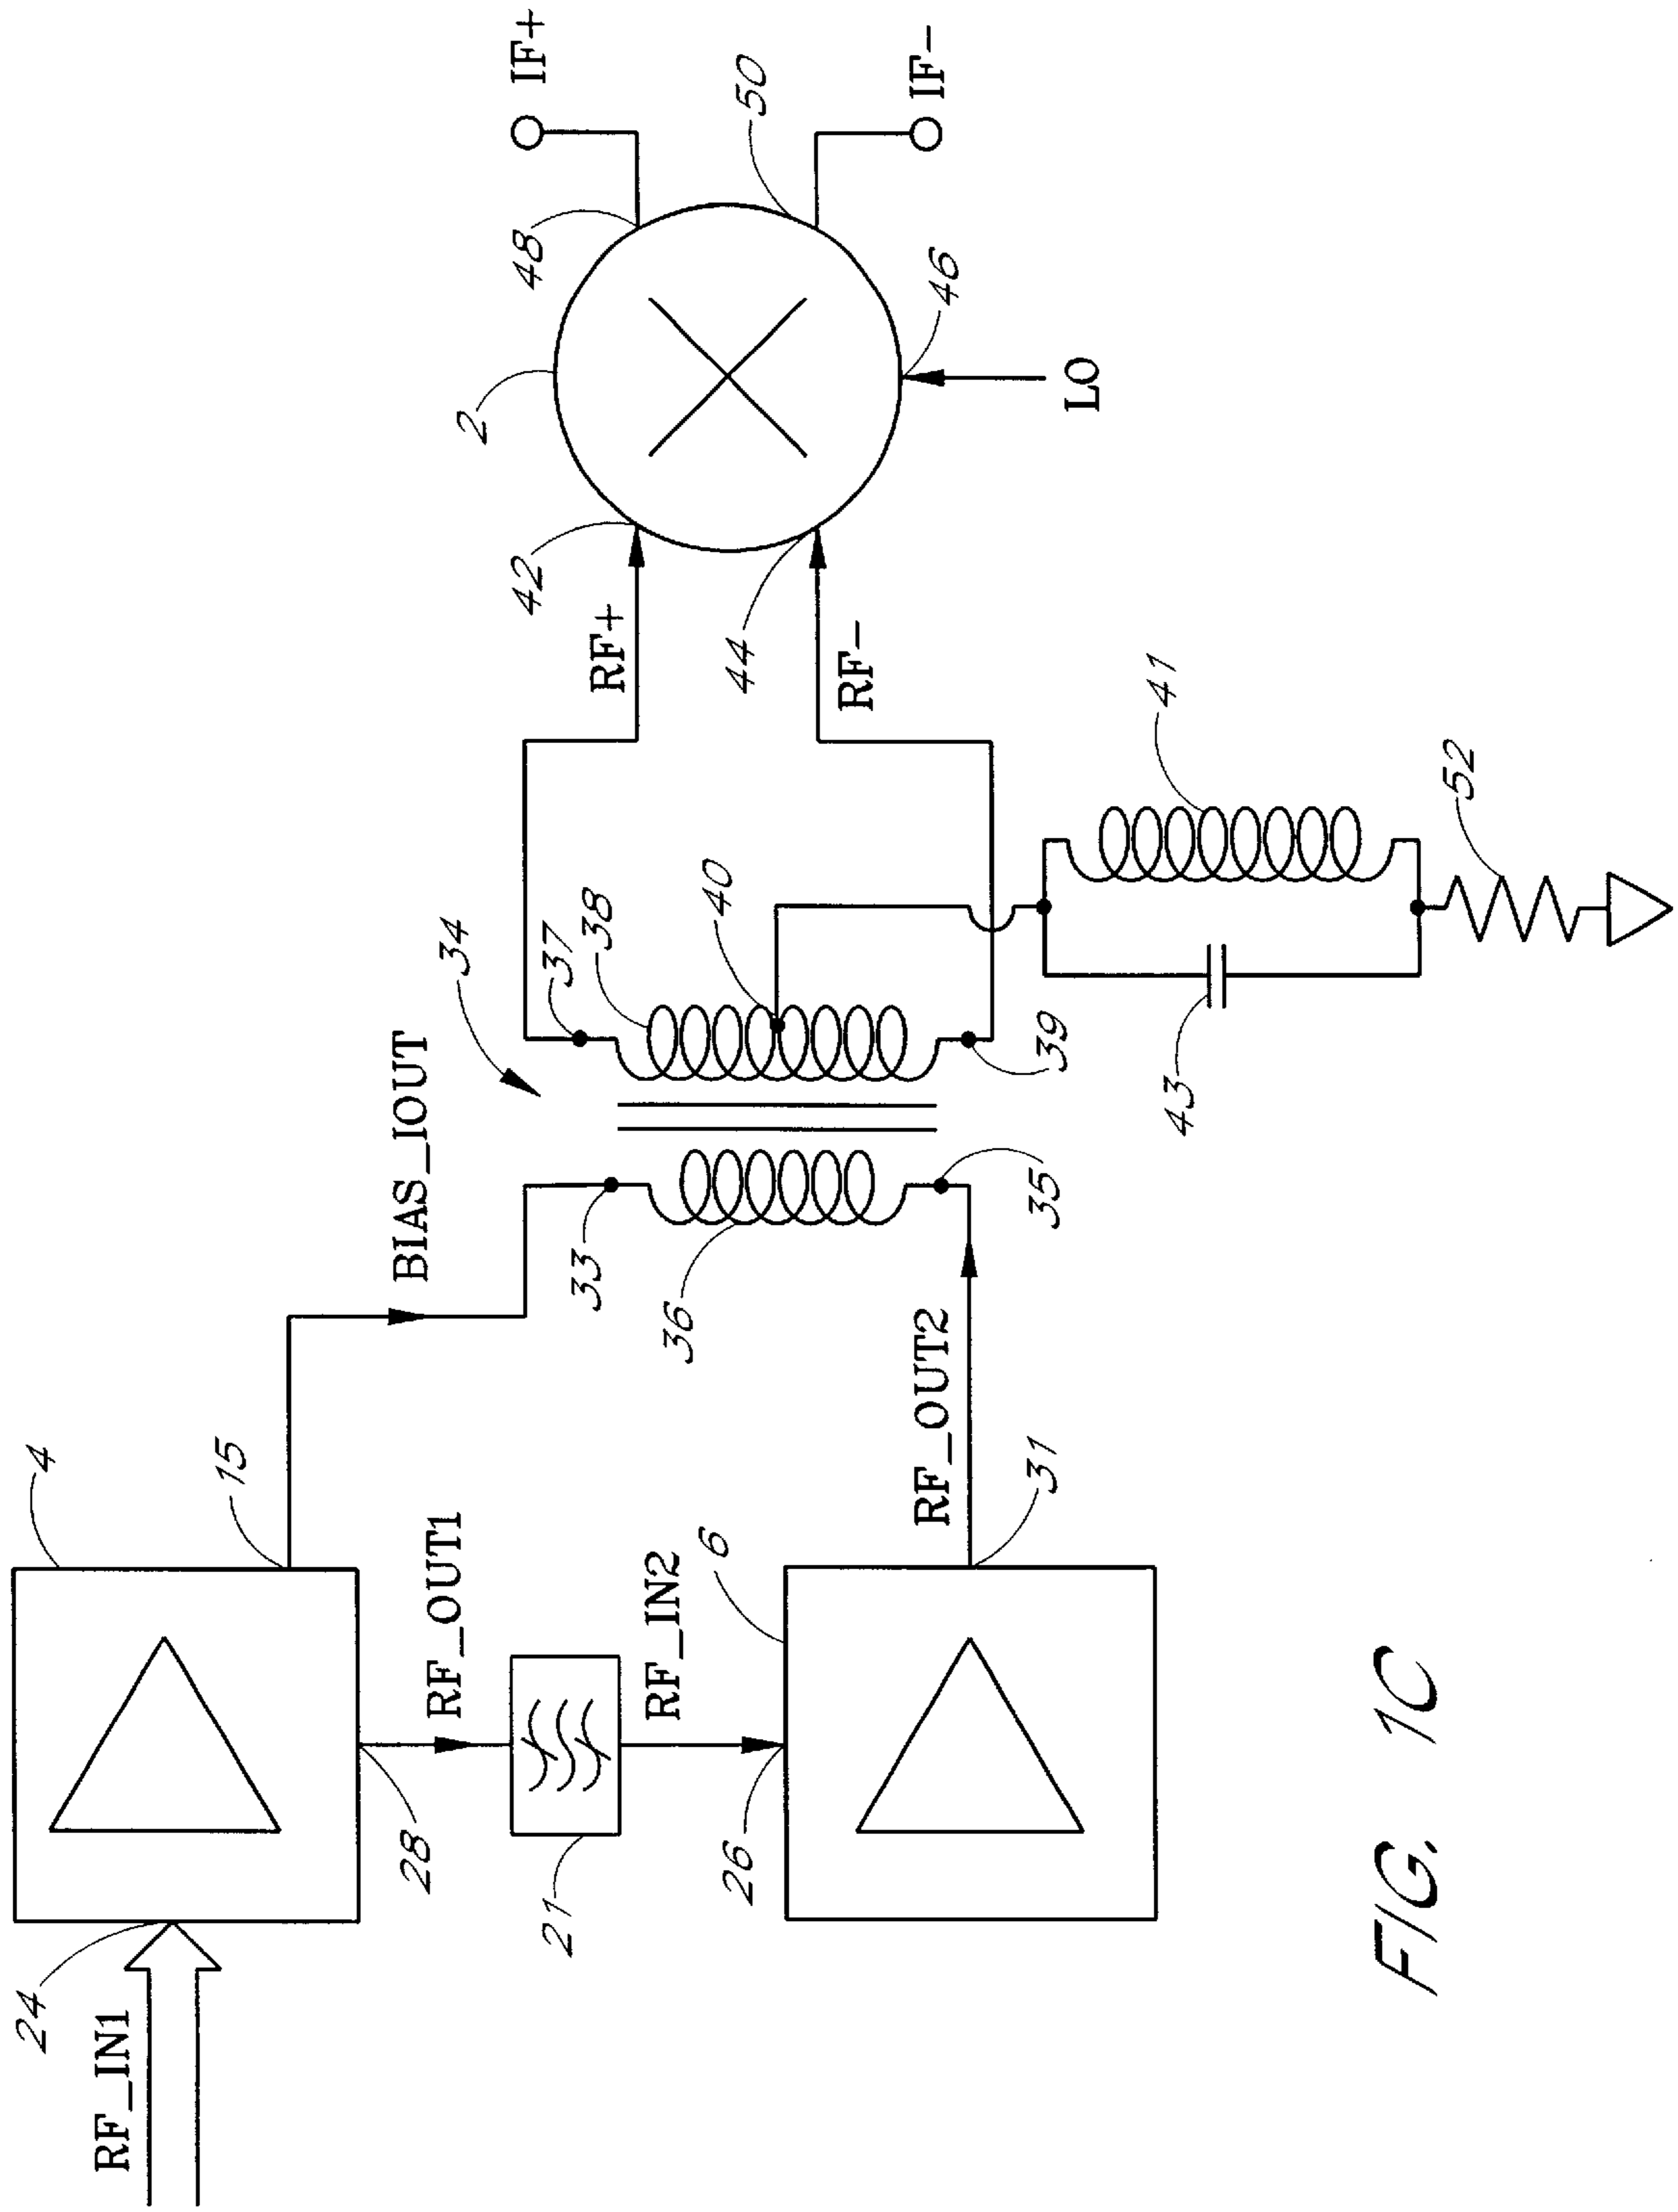 RF_IN1
24
4
15
28
RF_OUT1
21
RF_IN2
26
6
31
RF_OUT2
BIAS_IOUT
34
33
36
35
37
38
40
39
43
41
52
RF+
42
44
RF-
2
48
50
46
LO
IF+
IF-
FIG. 1C